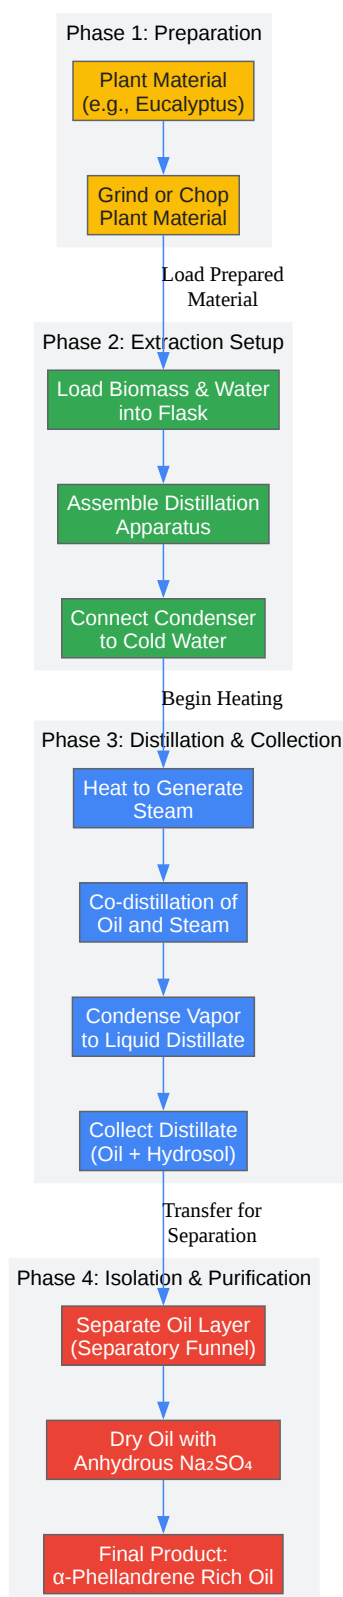 Phase 1: Preparation
Plant Material
(e.g., Eucalyptus)
Grind or Chop
Plant Material
Load Prepared
Material
Phase 2: Extraction Setup
Load Biomass & Water
into Flask
Assemble Distillation
Apparatus
Connect Condenser
to Cold Water
Begin Heating
Phase 3: Distillation & Collection
Heat to Generate
Steam
Co-distillation of
Oil and Steam
Condense Vapor
to Liquid Distillate
Collect Distillate
(Oil + Hydrosol)
Transfer for
Separation
Phase 4: Isolation & Purification
Separate Oil Layer
(Separatory Funnel)
Dry Oil with
Anhydrous Na₂SO₄
Final Product:
α-Phellandrene Rich Oil